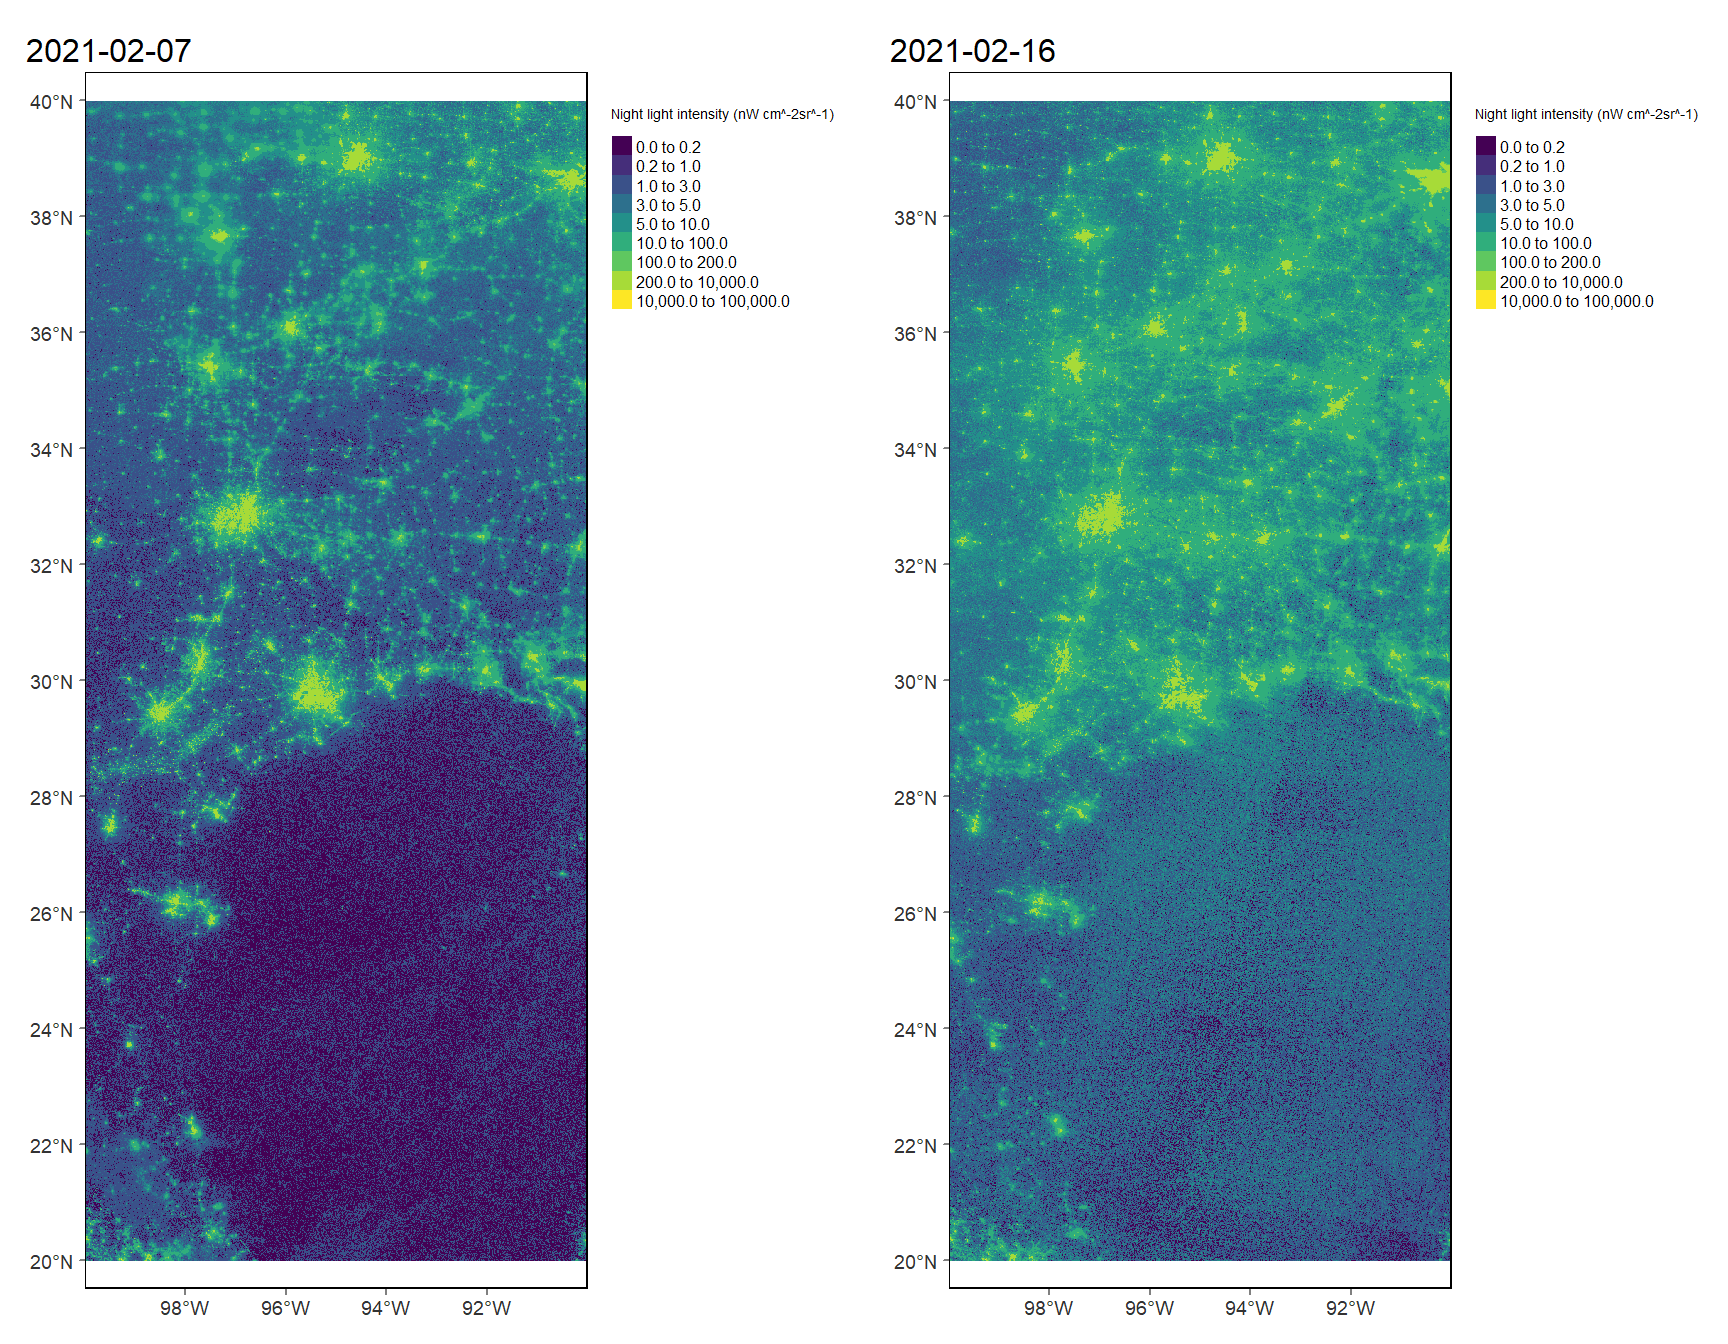 2021-02-07
40°N
38°N
36°N
34°N
32°N
30°N
28°N
26°N
24°N
22°N
20°N
98°W 96°W 94°W 92°W
Night light intensity (nW cm^-2sr^-1)
0.0 to 0.2
0.2 to 1.0
1.0 to 3.0
3.0 to 5.0
5.0 to 10.0
10.0 to 100.0
100.0 to 200.0
200.0 to 10,000.0
10,000.0 to 100,000.0
2021-02-16
40°N
38°N
36°N
34°N
32°N
30°N
28°N
26°N
24°N
22°N
20°N
98°W 96°W 94°W 92°W
Night light intensity (nW cm^-2sr^-1)
0.0 to 0.2
0.2 to 1.0
1.0 to 3.0
3.0 to 5.0
5.0 to 10.0
10.0 to 100.0
100.0 to 200.0
200.0 to 10,000.0
10,000.0 to 100,000.0